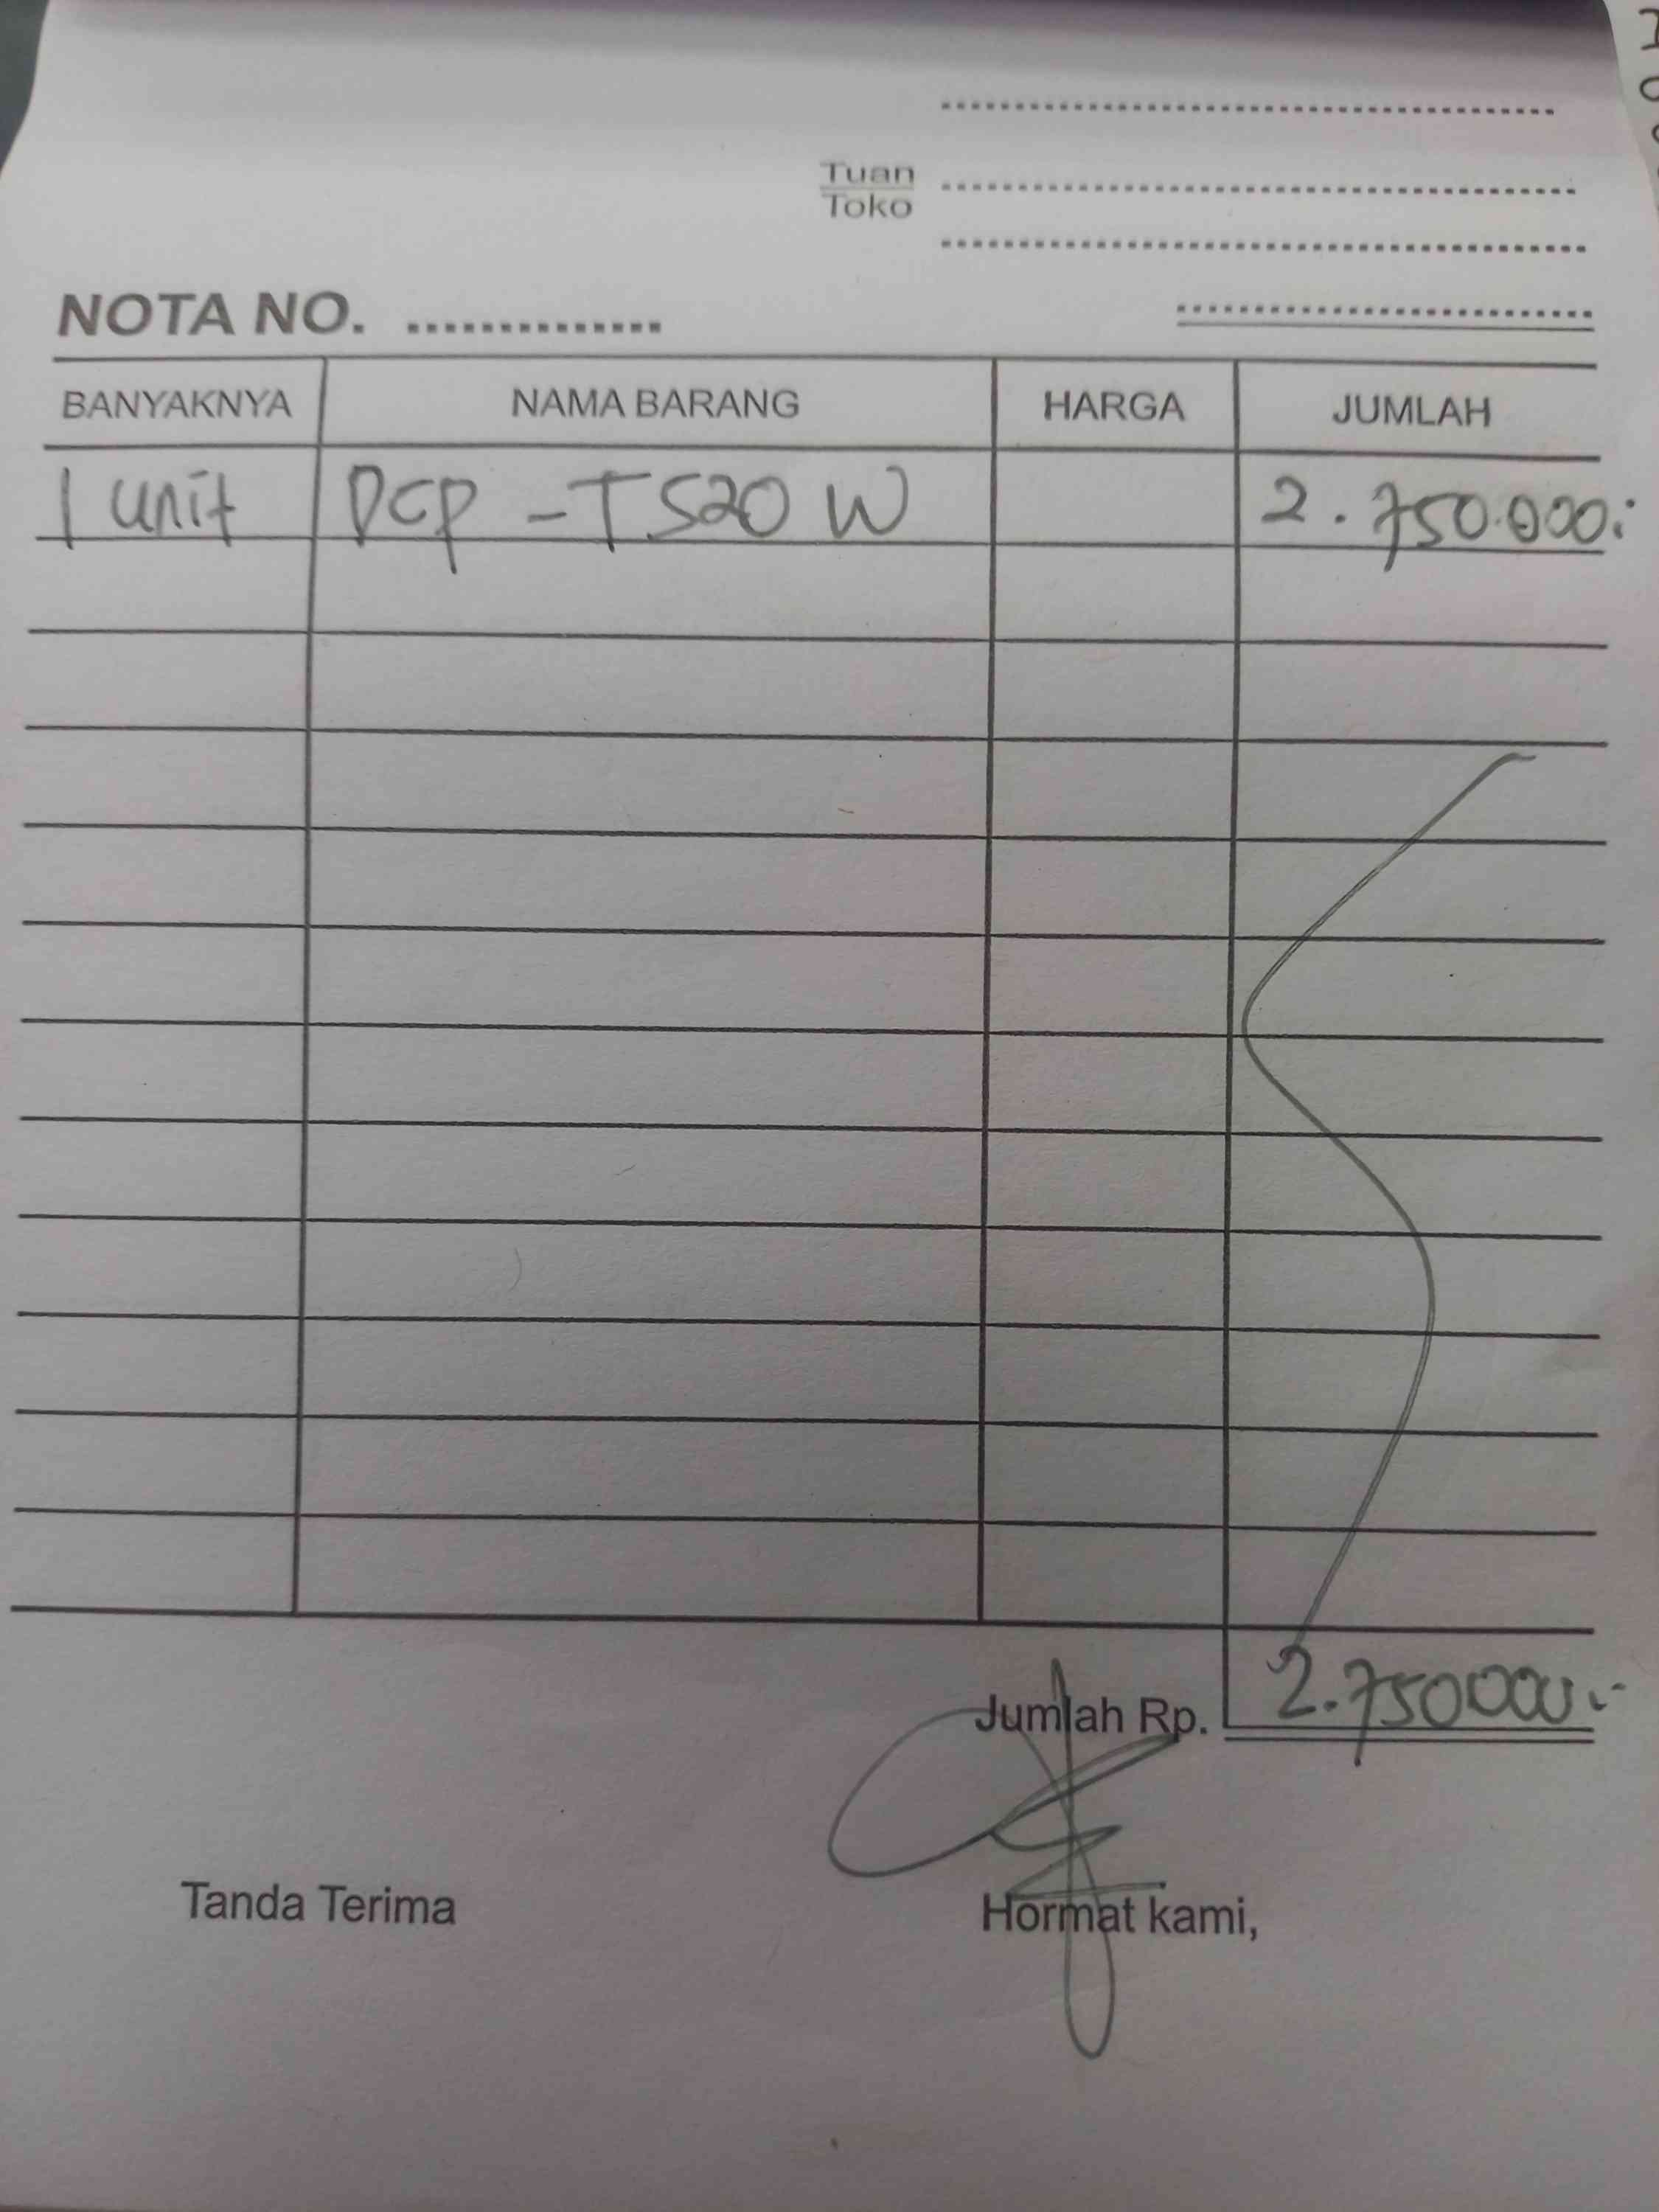 Tuan
Toko
NOTA NO. ..............
BANYAKNYA NAMA BARANG HARGA JUMLAH
1 unit DCP - T520 W 2.750.000.-
Jumlah Rp. 2.750000.-
Tanda Terima Hormat kami,